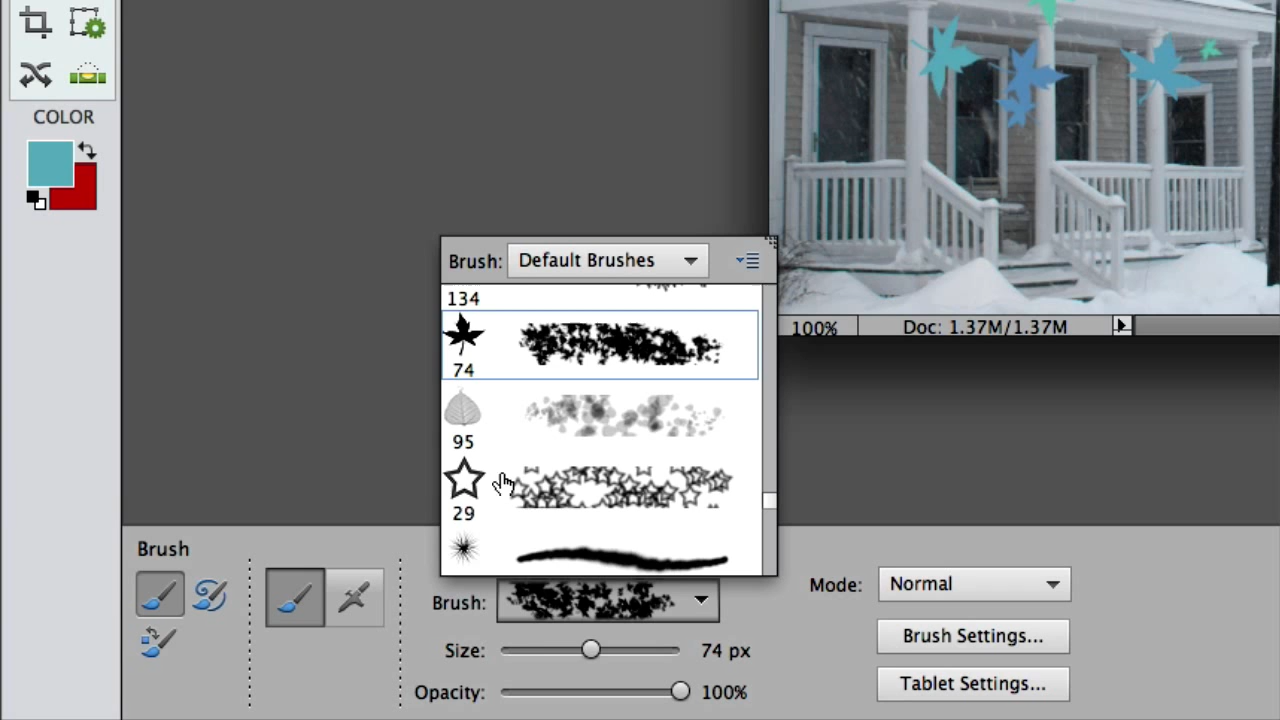 COLOR
Brush: Default Brushes
134
74
95
29
100% Doc: 1.37M/1.37M
Brush
Brush:
Size: 74 px
Opacity: 100%
Mode: Normal
Brush Settings...
Tablet Settings...